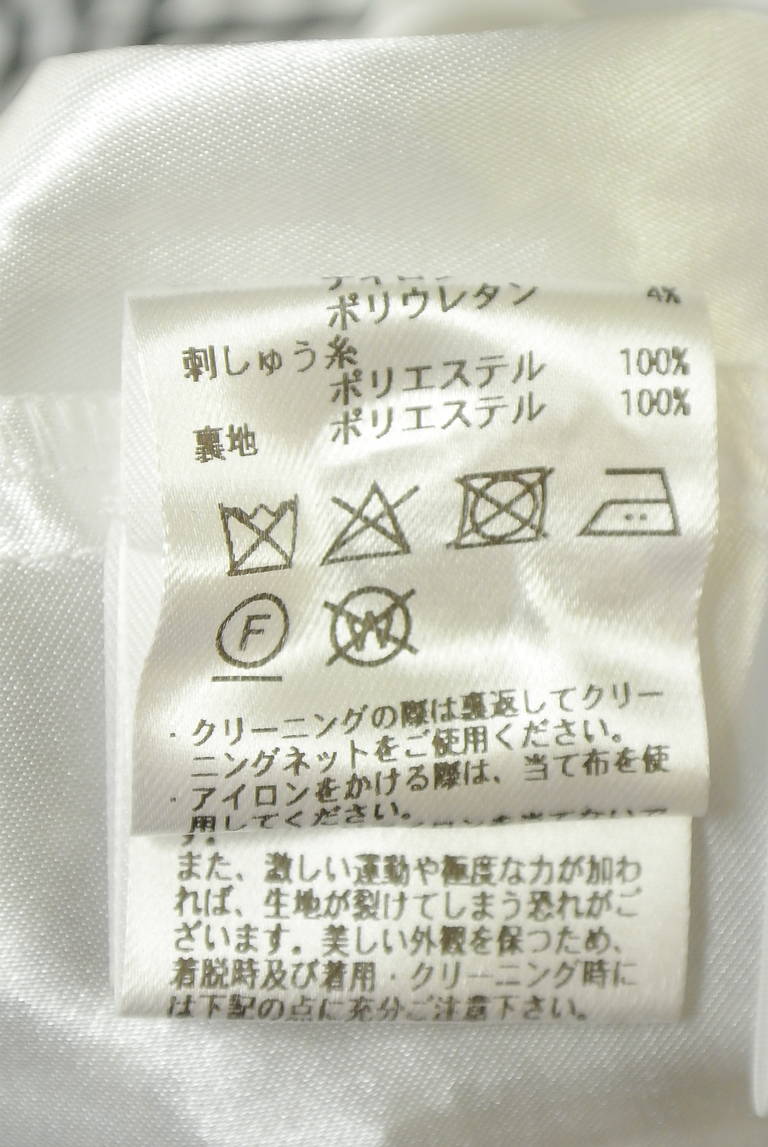 ポリウレタン 4%
刺しゅう糸
ポリエステル 100%
裏地 ポリエステル 100%
F
W
・クリーニングの際は裏返してクリー
ニングネットをご使用ください。
・アイロンをかける際は、当て布を使
用してください。
す。
また、激しい運動や極度な力が加わ
れば、生地が裂けてしまう恐れがご
ざいます。美しい外観を保つため、
着脱時及び着用・クリーニング時に
は下記の点に充分ご注意下さい。